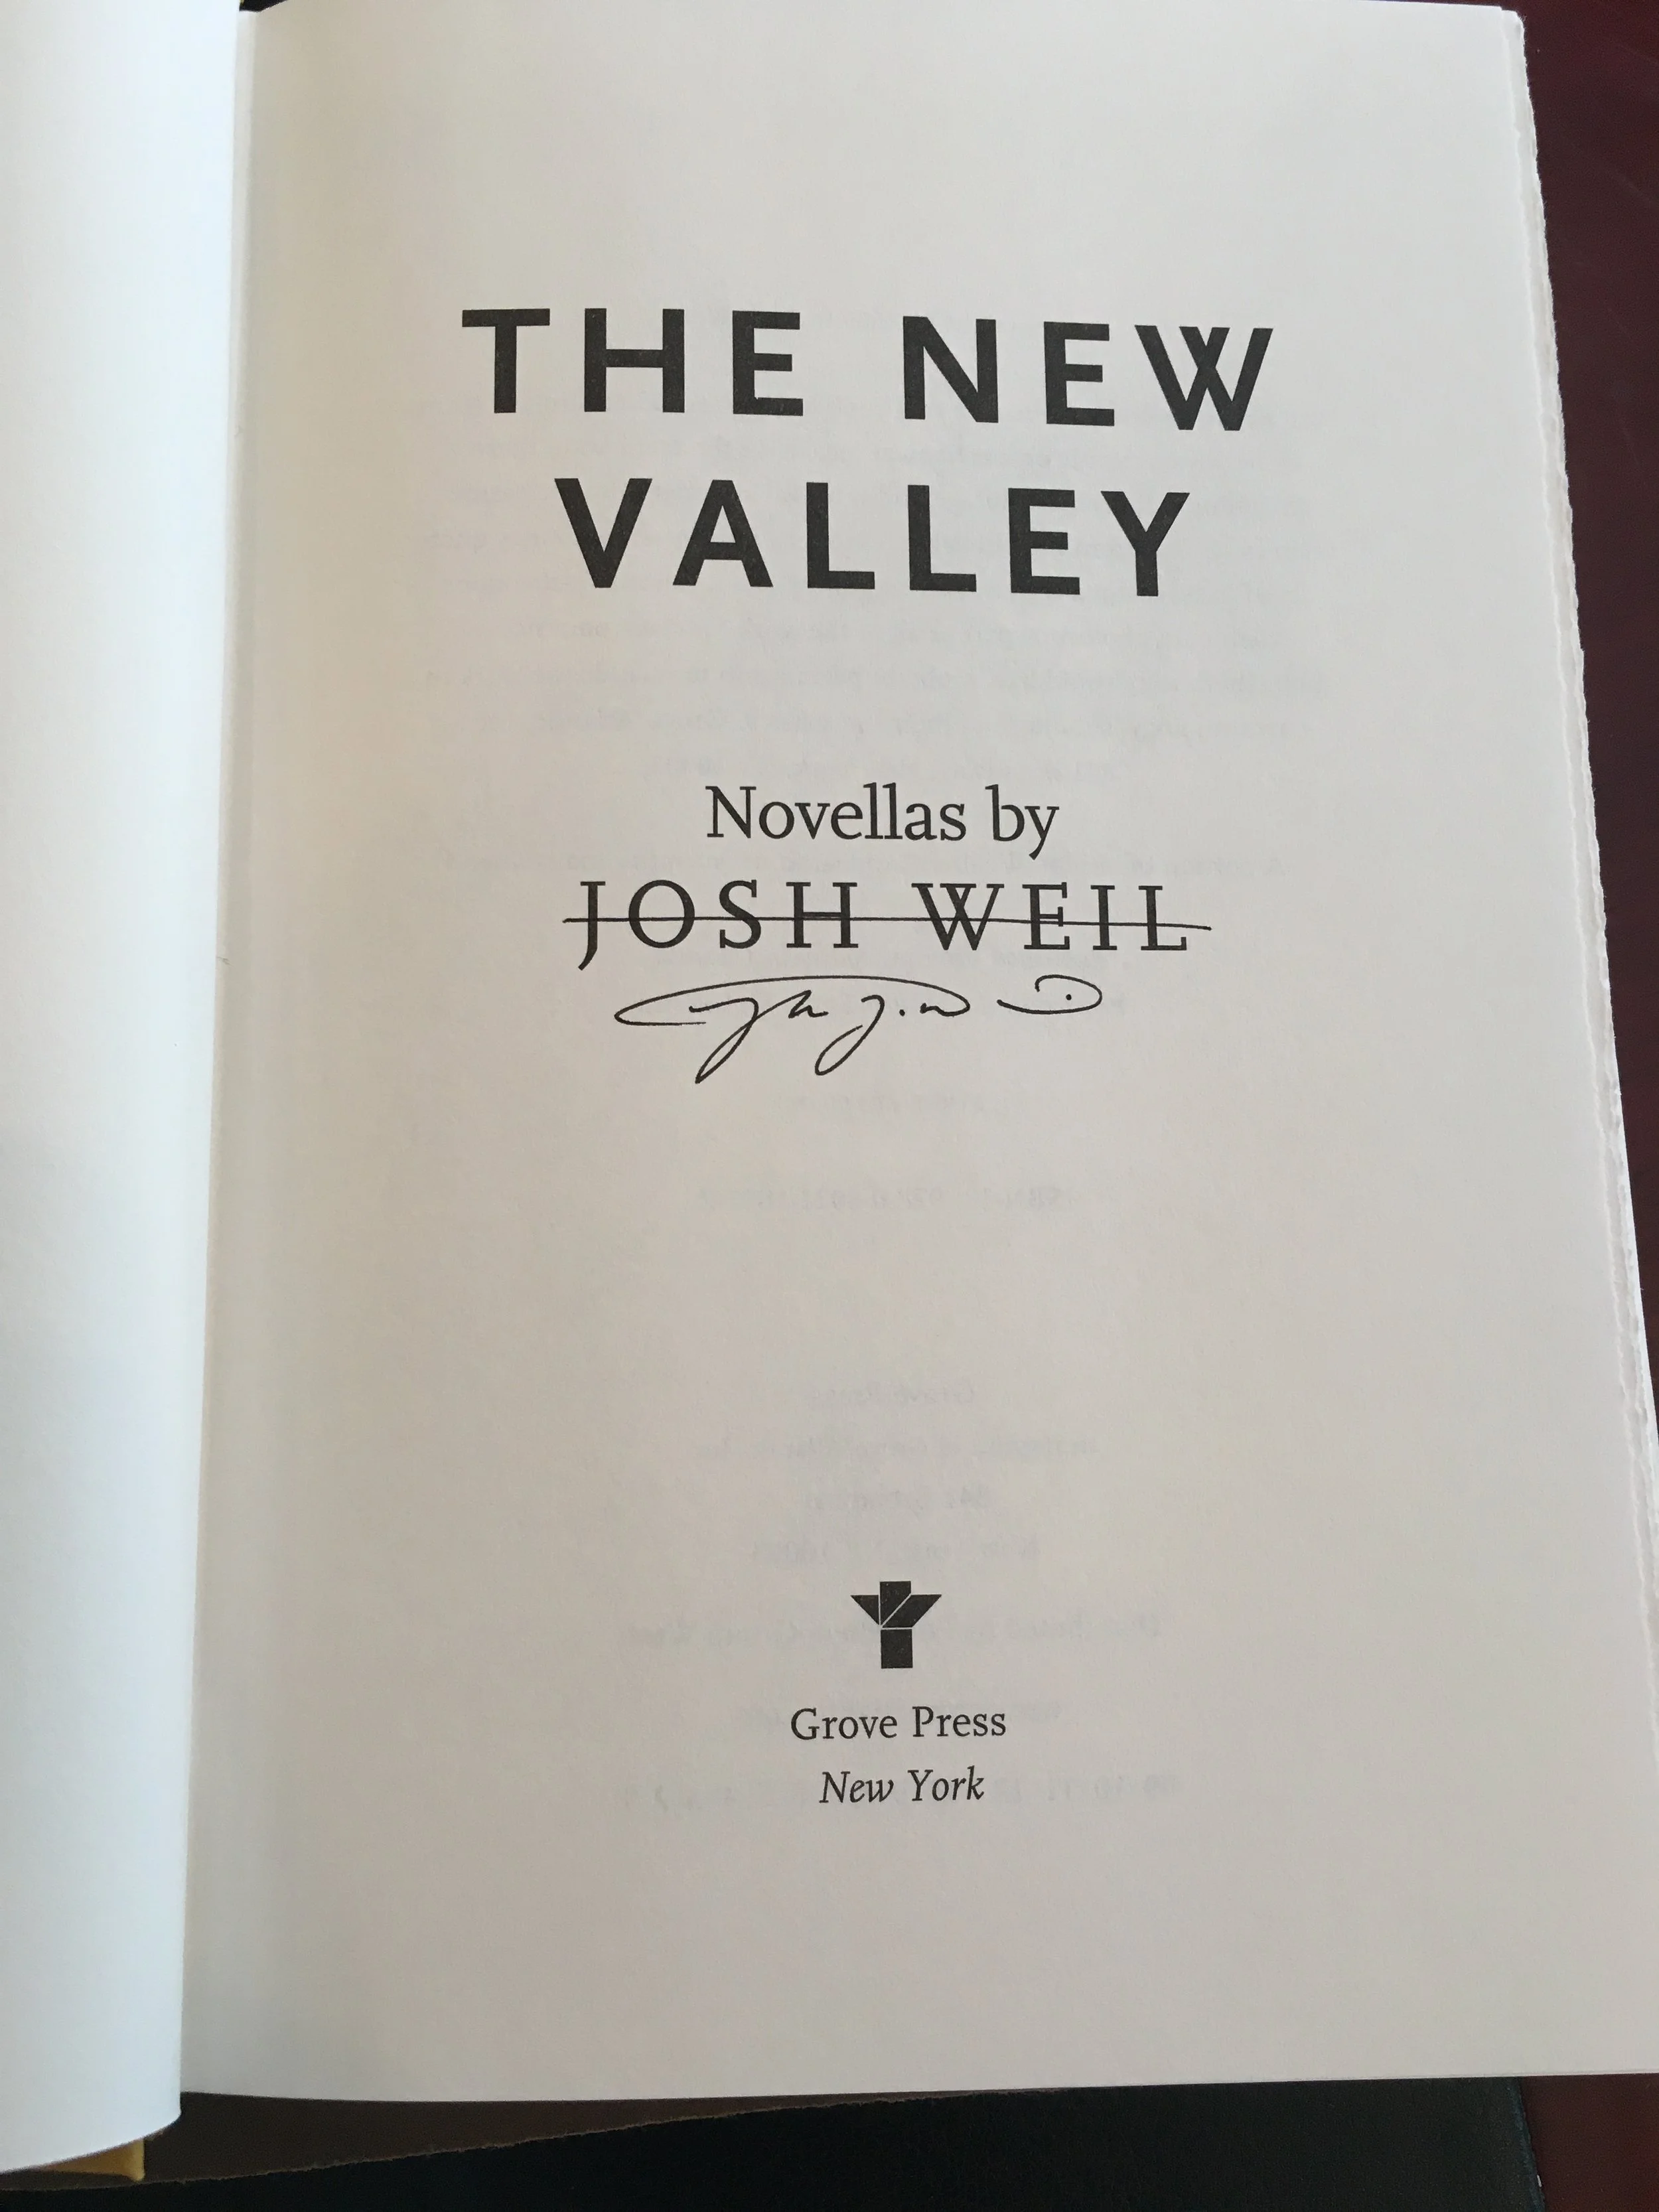 THE NEW
VALLEY
Novellas by
JOSH WEIL
Grove Press
New York